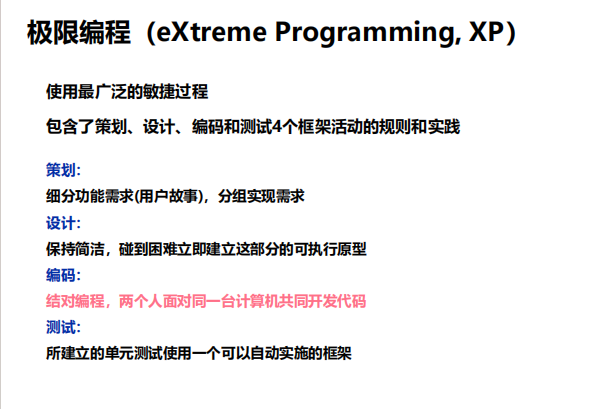 极限编程（eXtreme Programming, XP）
使用最广泛的敏捷过程
包含了策划、设计、编码和测试4个框架活动的规则和实践
策划：
细分功能需求(用户故事)，分组实现需求
设计：
保持简洁，碰到困难立即建立这部分的可执行原型
编码：
结对编程，两个人面对同一台计算机共同开发代码
测试：
所建立的单元测试使用一个可以自动实施的框架